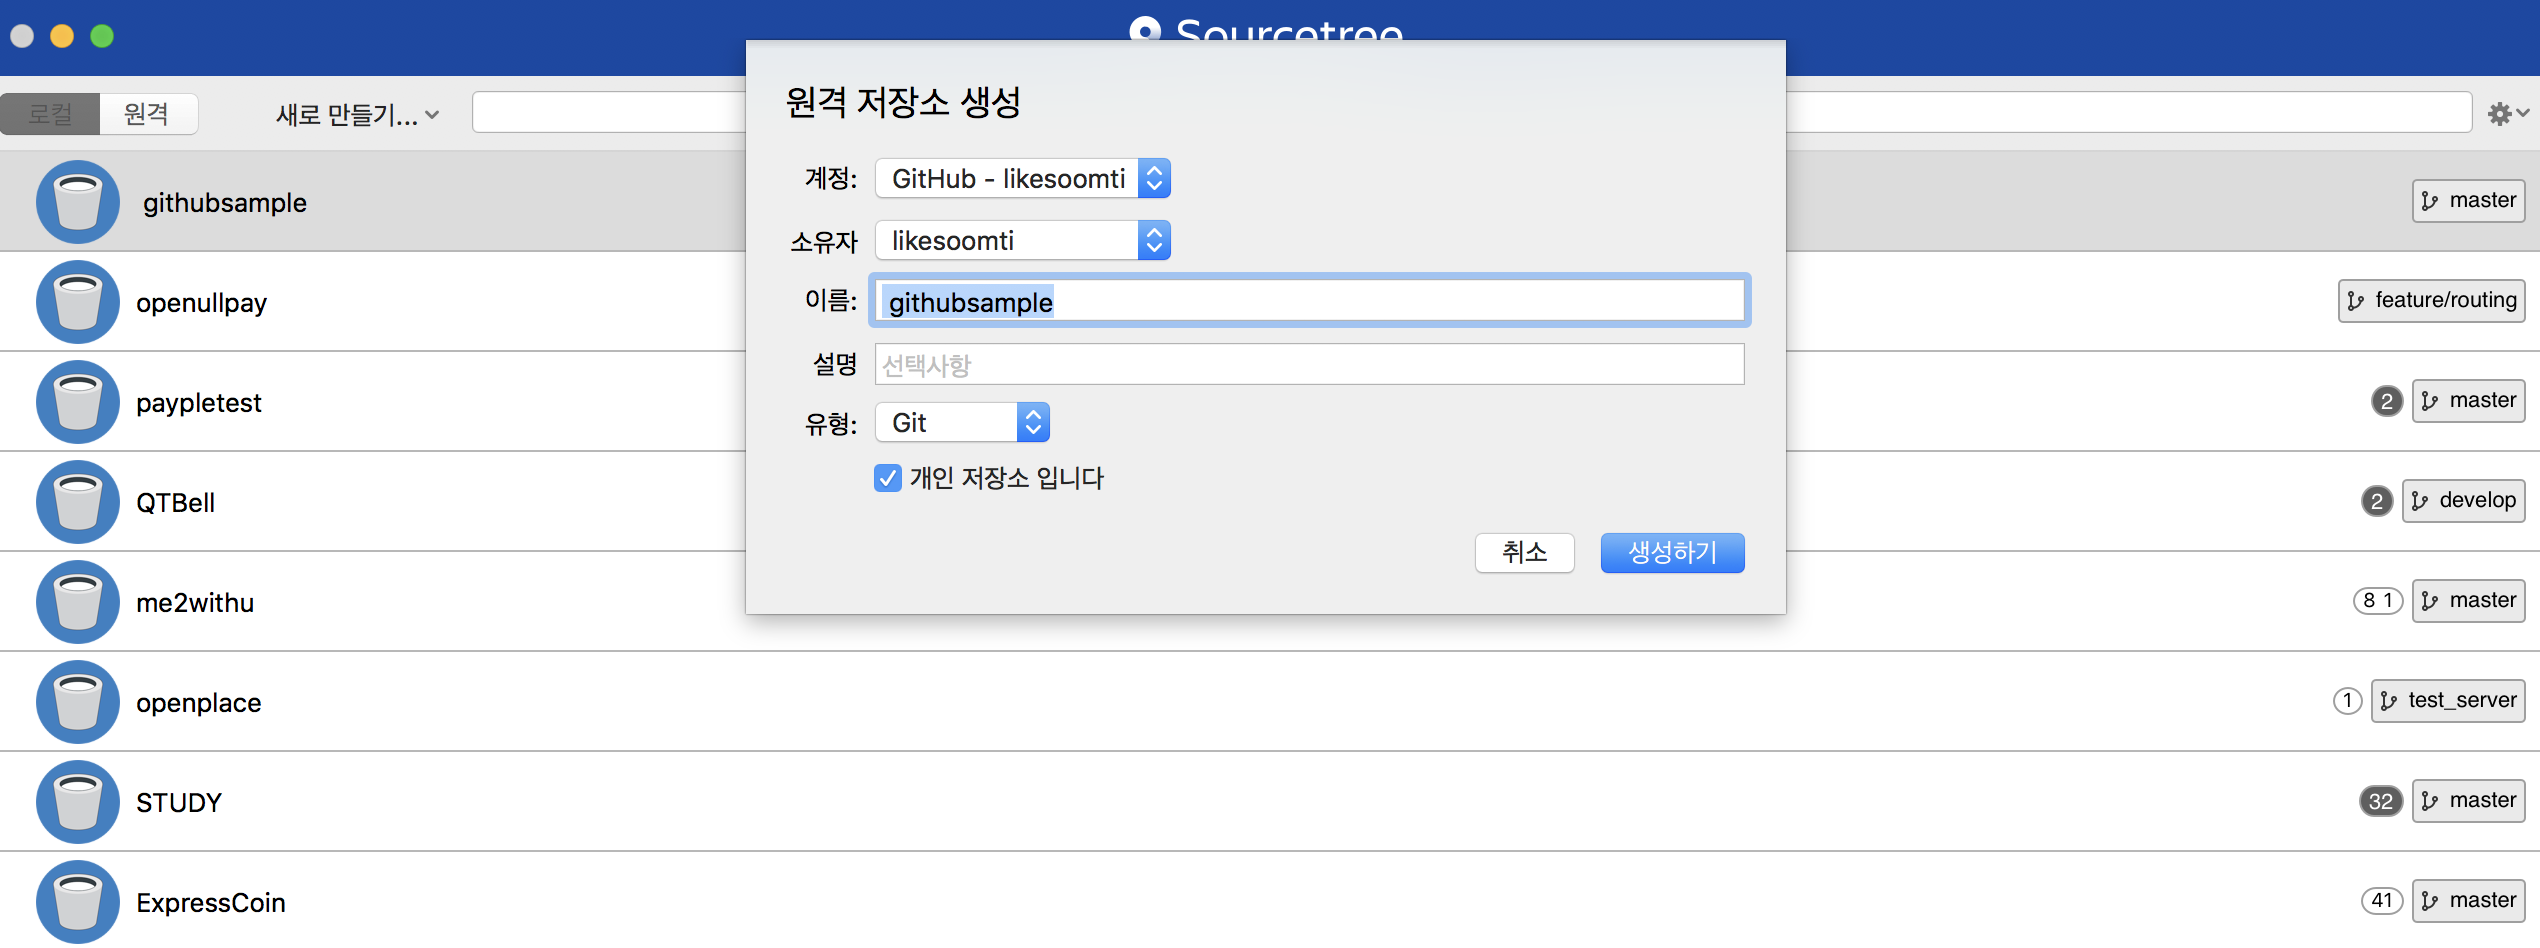 Sourcetree
로컬 원격 새로 만들기...
원격 저장소 생성
계정: GitHub - likesoomti
소유자 likesoomti
이름: githubsample
설명 선택사항
유형: Git
개인 저장소 입니다
취소 생성하기
githubsample master
openullpay feature/routing
paypletest 2 master
QTBell 2 develop
me2withu 8 1 master
openplace 1 test_server
STUDY 32 master
ExpressCoin 41 master